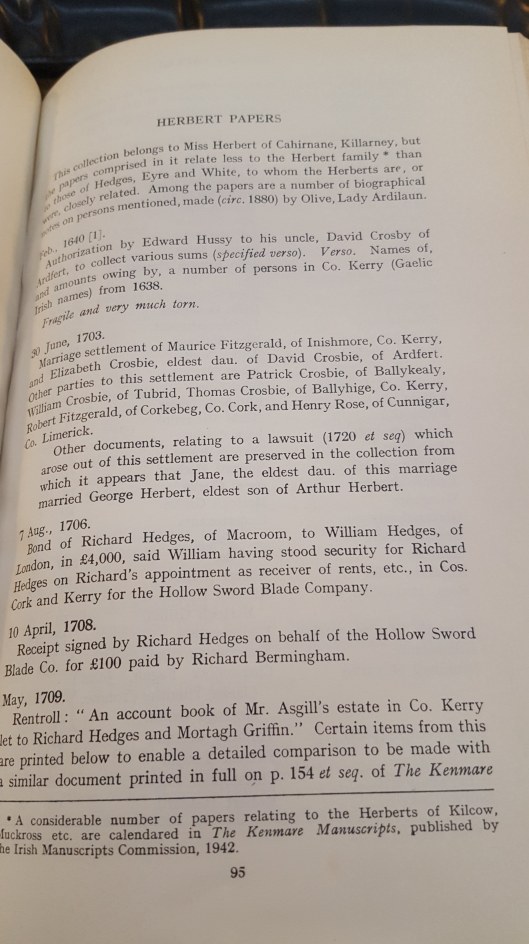 HERBERT PAPERS
This collection belongs to Miss Herbert of Cahirnane, Killarney, but
the papers comprised in it relate less to the Herbert family * than
to those of Hedges, Eyre and White, to whom the Herberts are, or
were, closely related. Among the papers are a number of biographical
notes on persons mentioned, made (circ. 1880) by Olive, Lady Ardilaun.
Feb., 1640 [1].
Authorization by Edward Hussy to his uncle, David Crosby of
Ardfert, to collect various sums (specified verso). Verso. Names of,
and amounts owing by, a number of persons in Co. Kerry (Gaelic
Irish names) from 1638.
Fragile and very much torn.
30 June, 1703.
Marriage settlement of Maurice Fitzgerald, of Inishmore, Co. Kerry,
and Elizabeth Crosbie, eldest dau. of David Crosbie, of Ardfert.
Other parties to this settlement are Patrick Crosbie, of Ballykealy,
William Crosbie, of Tubrid, Thomas Crosbie, of Ballyhige, Co. Kerry,
Robert Fitzgerald, of Corkebeg, Co. Cork, and Henry Rose, of Cunnigar,
Co. Limerick.
Other documents, relating to a lawsuit (1720 et seq) which
arose out of this settlement are preserved in the collection from
which it appears that Jane, the eldest dau. of this marriage
married George Herbert, eldest son of Arthur Herbert.
7 Aug., 1706.
Bond of Richard Hedges, of Macroom, to William Hedges, of
London, in £4,000, said William having stood security for Richard
Hedges on Richard's appointment as receiver of rents, etc., in Cos.
Cork and Kerry for the Hollow Sword Blade Company.
10 April, 1708.
Receipt signed by Richard Hedges on behalf of the Hollow Sword
Blade Co. for £100 paid by Richard Bermingham.
May, 1709.
Rentroll : " An account book of Mr. Asgill's estate in Co. Kerry
let to Richard Hedges and Mortagh Griffin." Certain items from this
are printed below to enable a detailed comparison to be made with
a similar document printed in full on p. 154 et seq. of The Kenmare
* A considerable number of papers relating to the Herberts of Kilcow,
Muckross etc. are calendared in The Kenmare Manuscripts, published by
the Irish Manuscripts Commission, 1942.
95